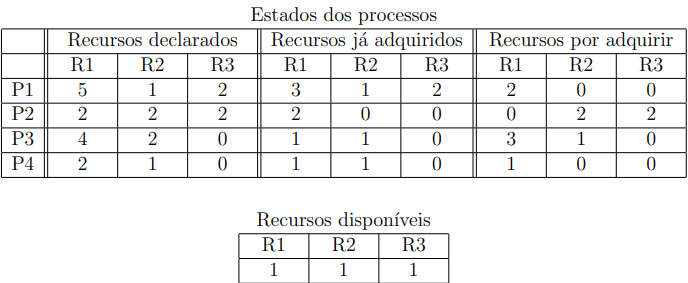 Estados dos processos
Recursos declarados Recursos já adquiridos Recursos por adquirir
R1 R2 R3 R1 R2 R3 R1 R2 R3
P1 5 1 2 3 1 2 2 0 0
P2 2 2 2 2 0 0 0 2 2
P3 4 2 0 1 1 0 3 1 0
P4 2 1 0 1 1 0 1 0 0
Recursos disponíveis
R1 R2 R3
1 1 1